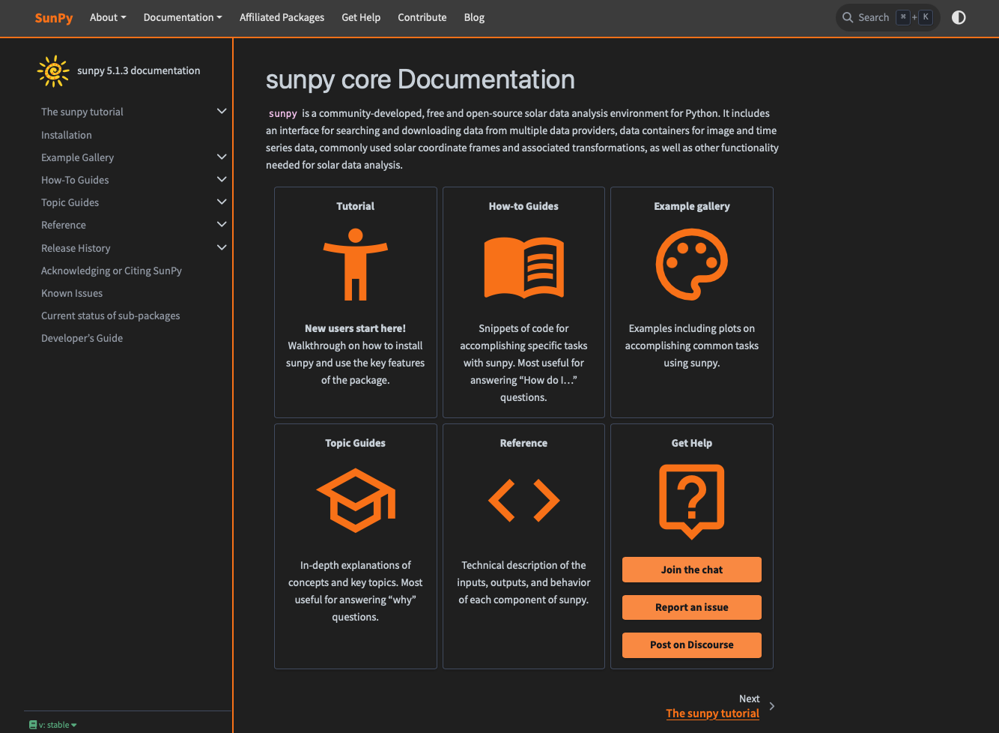 SunPy About Documentation Affiliated Packages Get Help Contribute Blog Search ⌘ + K
sunpy 5.1.3 documentation
The sunpy tutorial
Installation
Example Gallery
How-To Guides
Topic Guides
Reference
Release History
Acknowledging or Citing SunPy
Known Issues
Current status of sub-packages
Developer’s Guide
v: stable
sunpy core Documentation
sunpy is a community-developed, free and open-source solar data analysis environment for Python. It includes
an interface for searching and downloading data from multiple data providers, data containers for image and time
series data, commonly used solar coordinate frames and associated transformations, as well as other functionality
needed for solar data analysis.
Tutorial
New users start here!
Walkthrough on how to install
sunpy and use the key features
of the package.
How-to Guides
Snippets of code for
accomplishing specific tasks
with sunpy. Most useful for
answering “How do I…”
questions.
Example gallery
Examples including plots on
accomplishing common tasks
using sunpy.
Topic Guides
In-depth explanations of
concepts and key topics. Most
useful for answering “why”
questions.
Reference
Technical description of the
inputs, outputs, and behavior
of each component of sunpy.
Get Help
Join the chat
Report an issue
Post on Discourse
Next
The sunpy tutorial